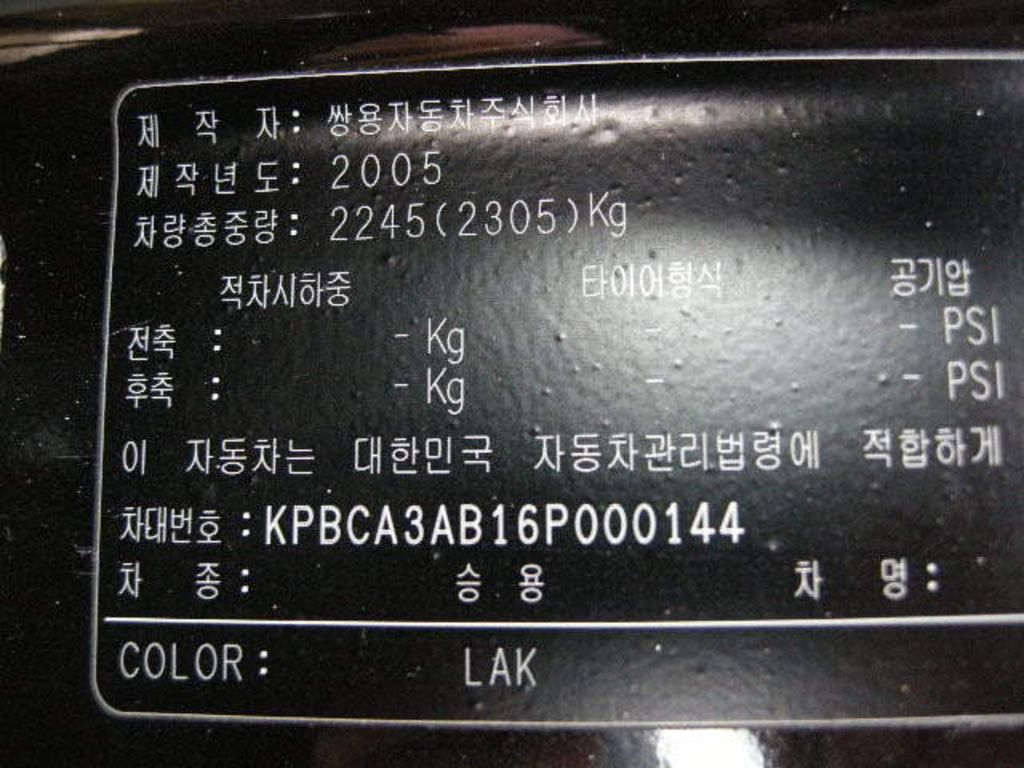 제 작 자: 쌍용자동차주식회사
제작년도: 2005
차량총중량: 2245(2305)Kg
적차시하중 타이어형식 공기압
전축 : - Kg - - PSI
후축 : - Kg - - PSI
이 자동차는 대한민국 자동차관리법령에 적합하게
차대번호 : KPBCA3AB16P000144
차 종: 승 용 차 명:
COLOR: LAK